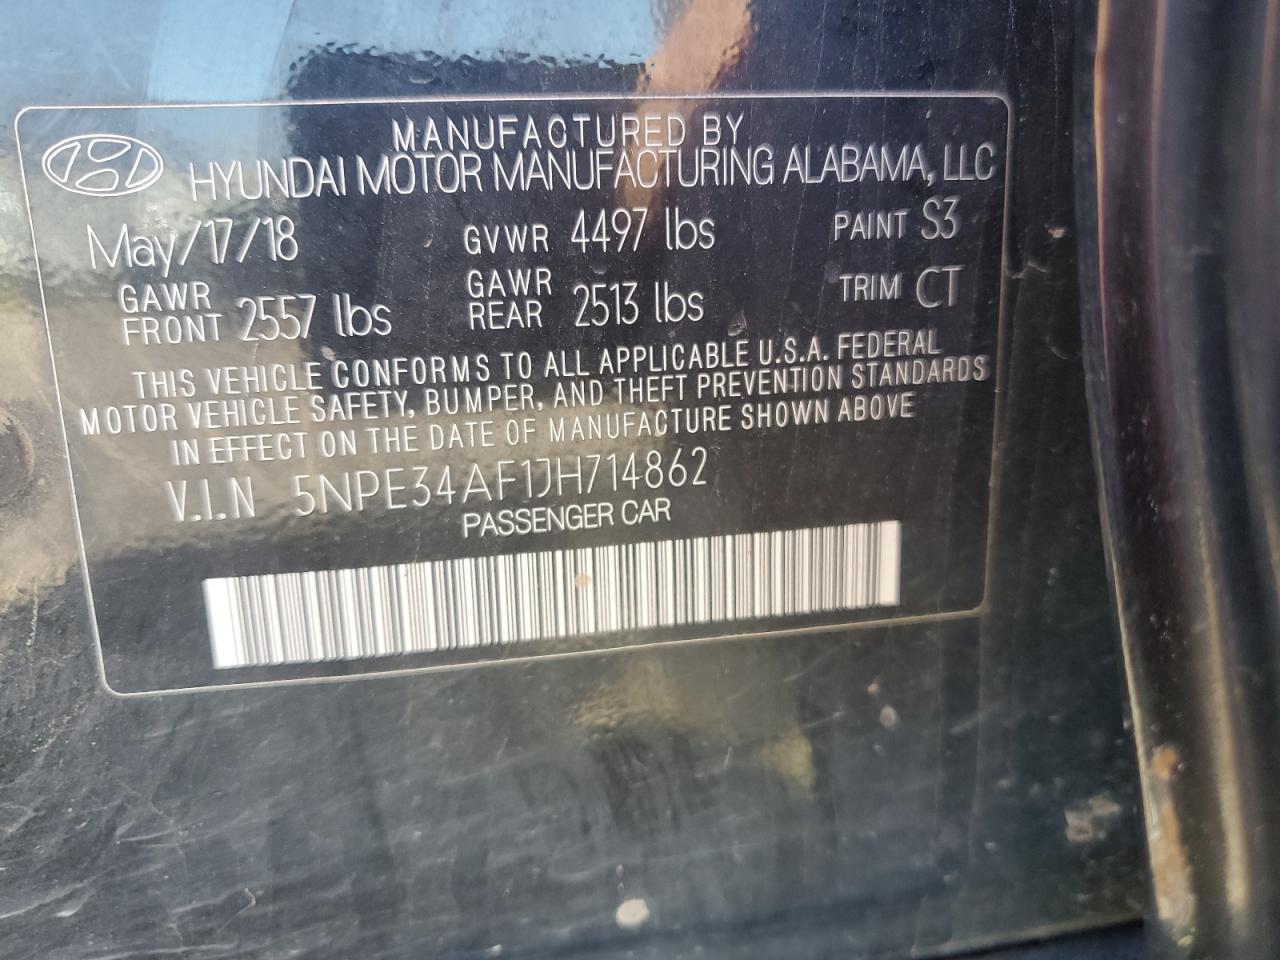 MANUFACTURED BY
HYUNDAI MOTOR MANUFACTURING ALABAMA, LLC
May/17/18 GVWR 4497 lbs PAINT S3
GAWR FRONT 2557 lbs GAWR REAR 2513 lbs TRIM CT
THIS VEHICLE CONFORMS TO ALL APPLICABLE U.S.A. FEDERAL
MOTOR VEHICLE SAFETY, BUMPER, AND THEFT PREVENTION STANDARDS
IN EFFECT ON THE DATE OF MANUFACTURE SHOWN ABOVE
V.I.N 5NPE34AF1JH714862
PASSENGER CAR